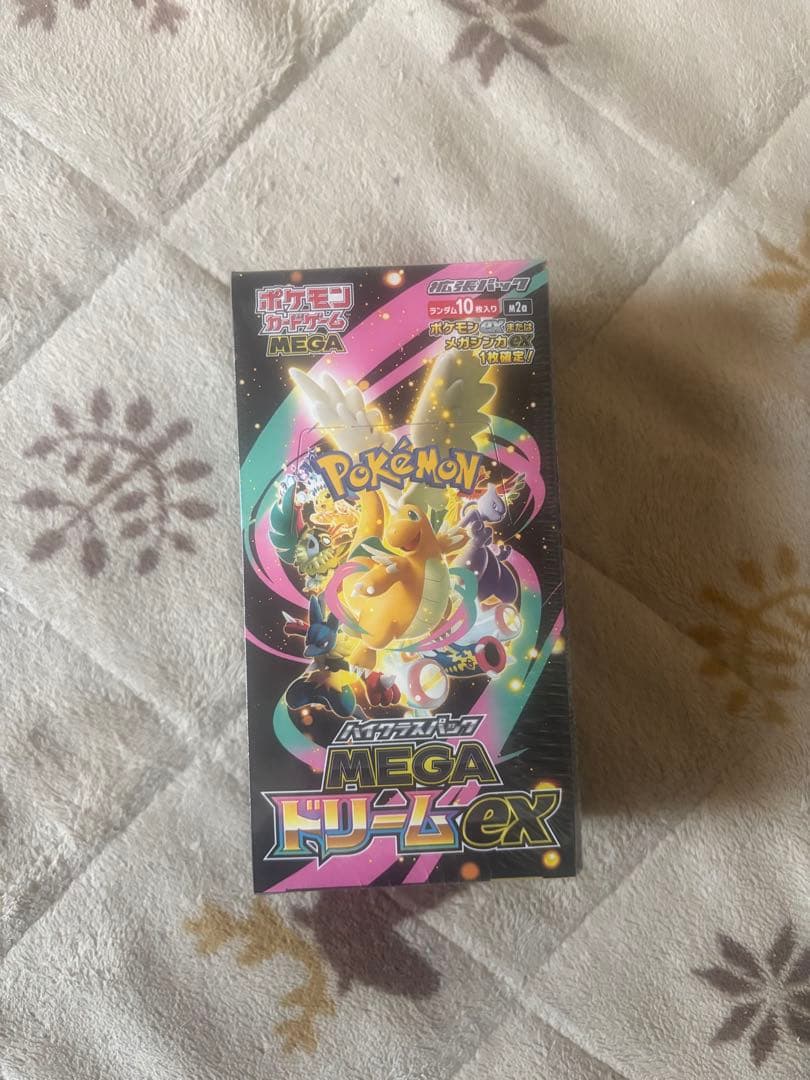 ポケモン
カードゲーム
MEGA
拡張パック
ランダム10枚入り M2a
ポケモンexまたは
メガシンカex
1枚確定!
POKéMON
ハイクラスパック
MEGA
ドリームex